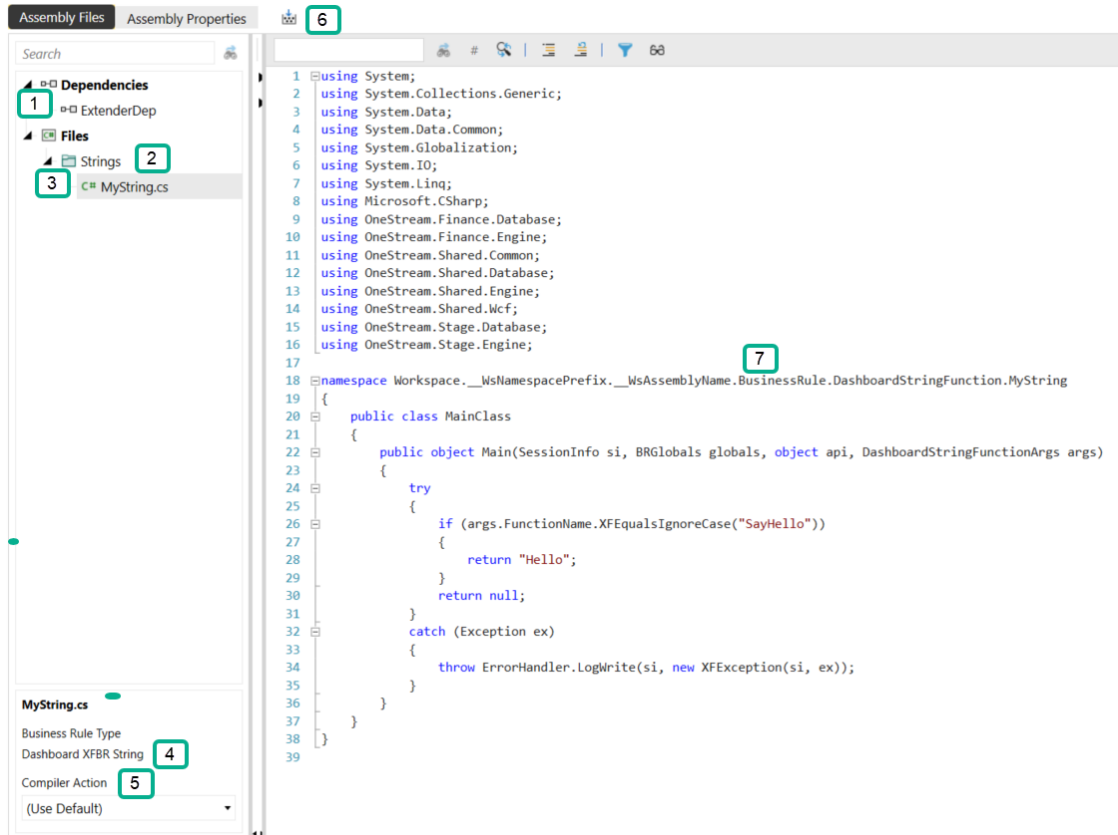 Assembly Files
Assembly Properties
6
Search
#
Dependencies
1
ExtenderDep
C# Files
Strings
2
3
C# MyString.cs
1 using System;
2 using System.Collections.Generic;
3 using System.Data;
4 using System.Data.Common;
5 using System.Globalization;
6 using System.IO;
7 using System.Linq;
8 using Microsoft.CSharp;
9 using OneStream.Finance.Database;
10 using OneStream.Finance.Engine;
11 using OneStream.Shared.Common;
12 using OneStream.Shared.Database;
13 using OneStream.Shared.Engine;
14 using OneStream.Shared.Wcf;
15 using OneStream.Stage.Database;
16 using OneStream.Stage.Engine;
17
7
18 namespace Workspace.__WsNamespacePrefix.__WsAssemblyName.BusinessRule.DashboardStringFunction.MyString
19 {
20 public class MainClass
21 {
22 public object Main(SessionInfo si, BRGlobals globals, object api, DashboardStringFunctionArgs args)
23 {
24 try
25 {
26 if (args.FunctionName.XFEqualsIgnoreCase("SayHello"))
27 {
28 return "Hello";
29 }
30 return null;
31 }
32 catch (Exception ex)
33 {
34 throw ErrorHandler.LogWrite(si, new XFException(si, ex));
35 }
36 }
37 }
38 }
39
MyString.cs
Business Rule Type
Dashboard XFBR String
4
Compiler Action
5
(Use Default)